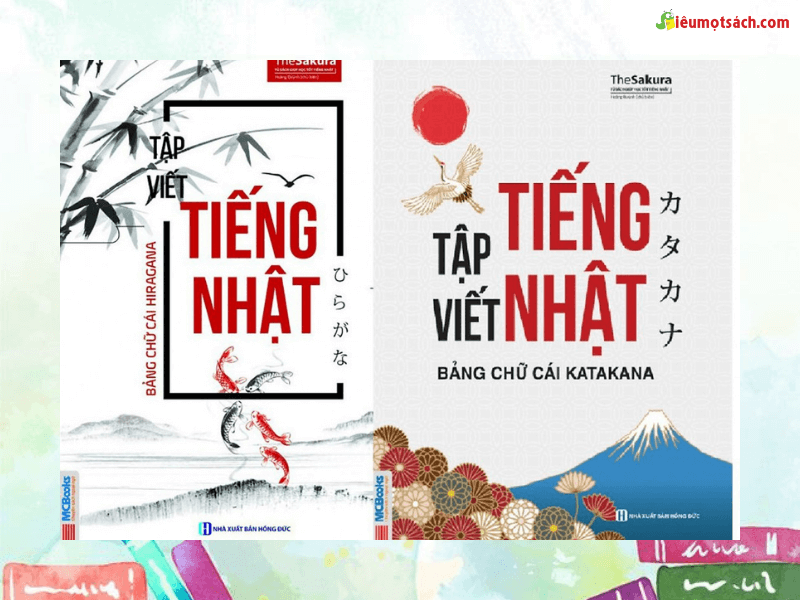 Siêumọtsách.com
TheSakura
TẬP
VIẾT
TIẾNG
NHẬT
BẢNG CHỮ CÁI HIRAGANA
ひらがな
MCBooks
NHÀ XUẤT BẢN HỒNG ĐỨC
TheSakura
TẬP
VIẾT
TIẾNG
NHẬT
カタカナ
BẢNG CHỮ CÁI KATAKANA
MCBooks
NHÀ XUẤT BẢN HỒNG ĐỨC